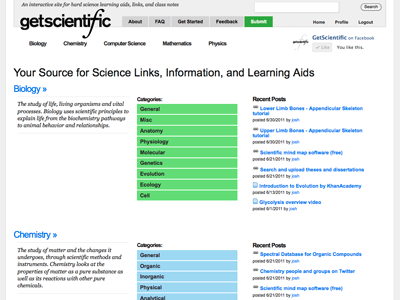 An interactive site for hard science learning aids, links, and class notes
getscientific
Search
About
FAQ
Get Started
Feedback
Submit
Biology
Chemistry
Computer Science
Mathematics
Physics
getscientific
GetScientific on Facebook
Like
You like this.
Your Source for Science Links, Information, and Learning Aids
Biology »
The study of life, living organisms and vital
processes. Biology uses scientific principles to
explain life from the biochemistry pathways
to animal behavior and relationships.
Categories:
General
Misc
Anatomy
Physiology
Molecular
Genetics
Evolution
Ecology
Cell
Recent Posts
Lower Limb Bones - Appendicular Skeleton
tutorial
posted 6/30/2011 by josh
Upper Limb Bones - Appendicular Skeleton
tutorial
posted 6/30/2011 by josh
Scientific mind map software (free)
posted 6/21/2011 by josh
Search and upload theses and dissertations
posted 6/21/2011 by josh
Introduction to Evolution by KhanAcademy
posted 6/17/2011 by josh
Glycolysis overview video
posted 6/1/2011 by josh
Chemistry »
The study of matter and the changes it
undergoes, through scientific methods and
instruments. Chemistry looks at the
properties of matter as a pure substance as
well as its reactions with other pure
chemicals.
Categories:
General
Organic
Inorganic
Physical
Analytical
Recent Posts
Spectral Database for Organic Compounds
posted 6/30/2011 by josh
Chemistry people and groups on Twitter
posted 6/21/2011 by josh
Scientific mind map software (free)
posted 6/21/2011 by josh